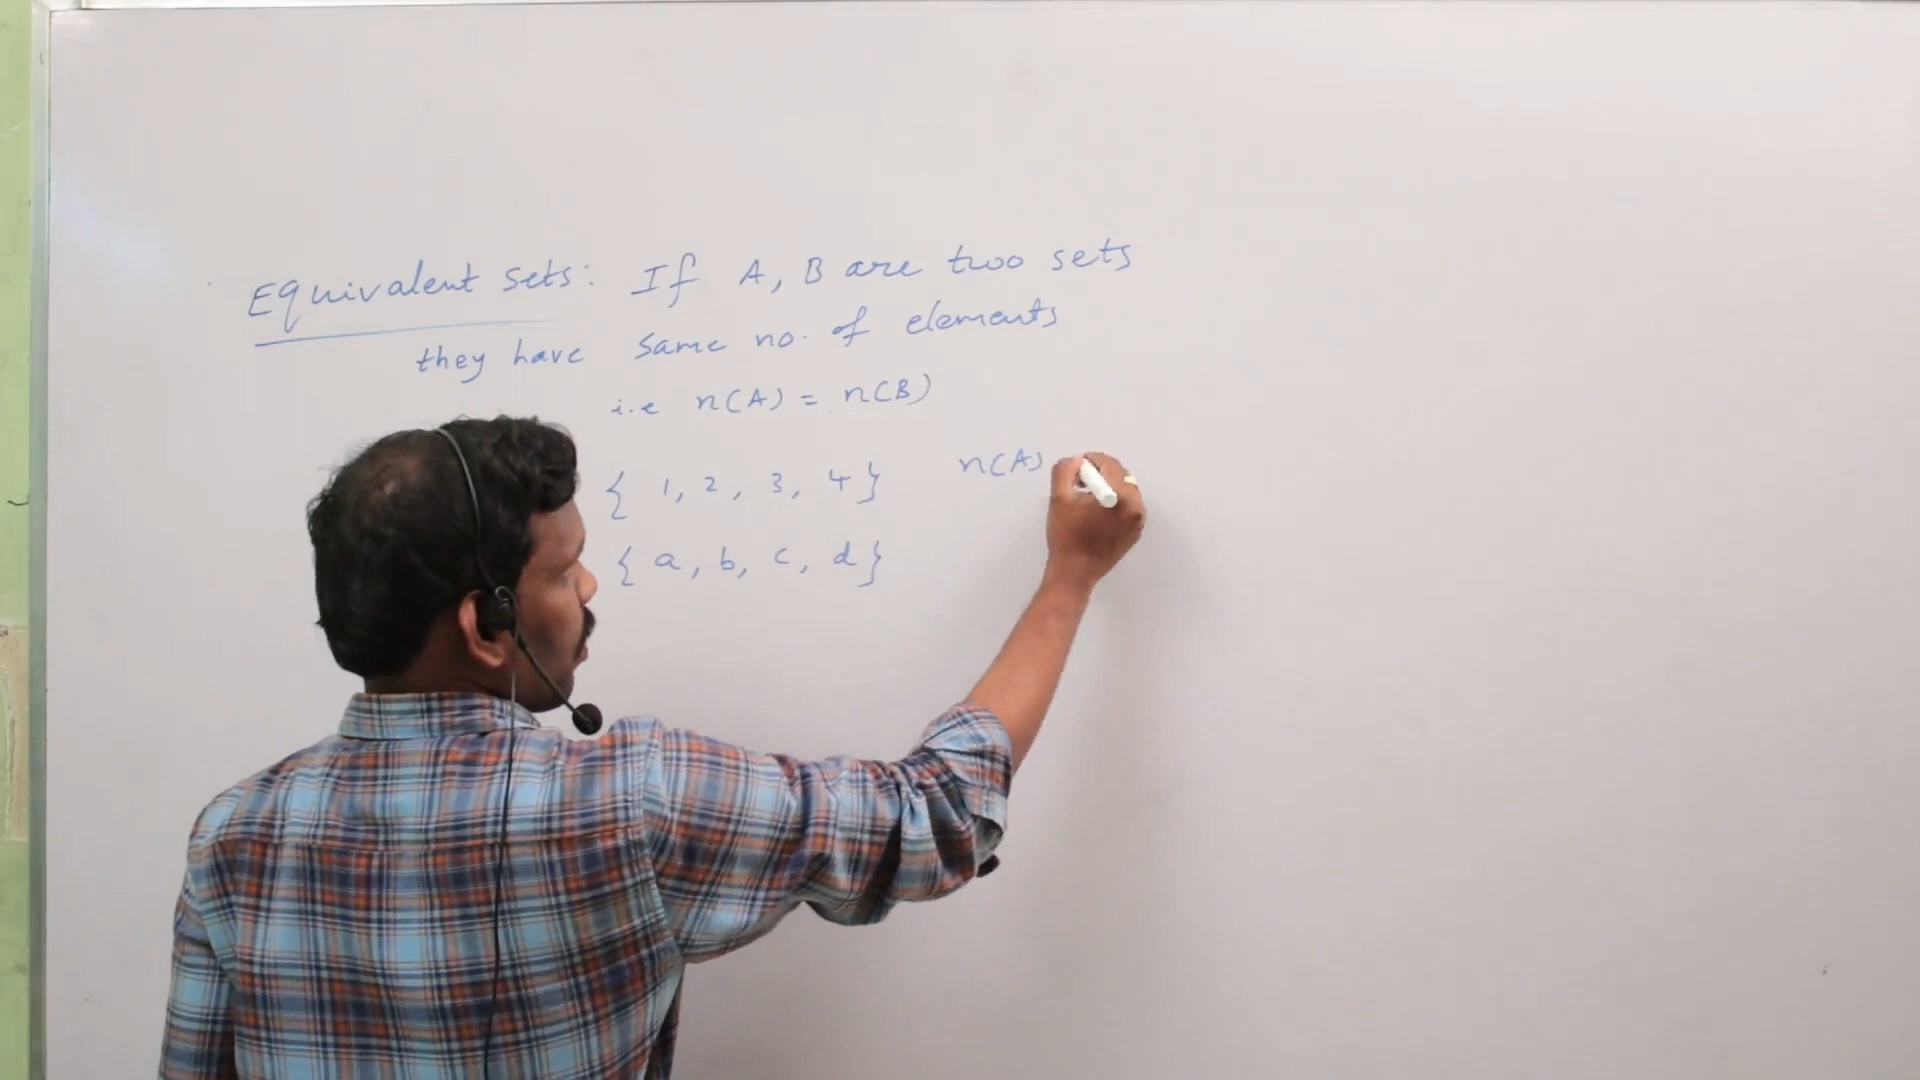 Equivalent sets: If A, B are two sets
they have same no. of elements
i.e n(A) = n(B)
{ 1, 2, 3, 4 } n(A)
{ a, b, c, d }